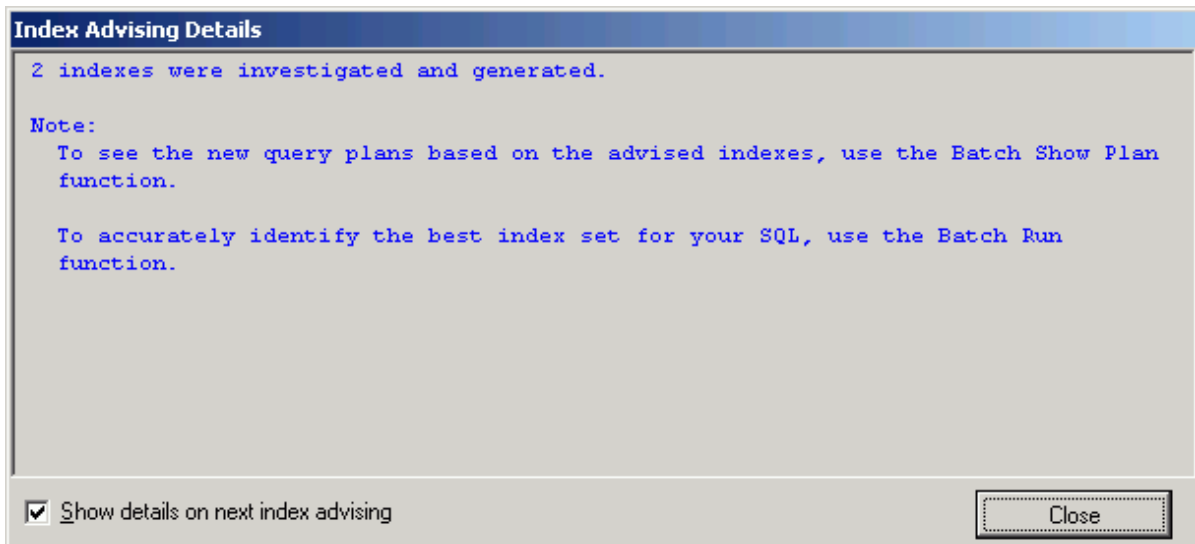 Index Advising Details
2 indexes were investigated and generated.
Note:
To see the new query plans based on the advised indexes, use the Batch Show Plan
function.
To accurately identify the best index set for your SQL, use the Batch Run
function.
Show details on next index advising
Close